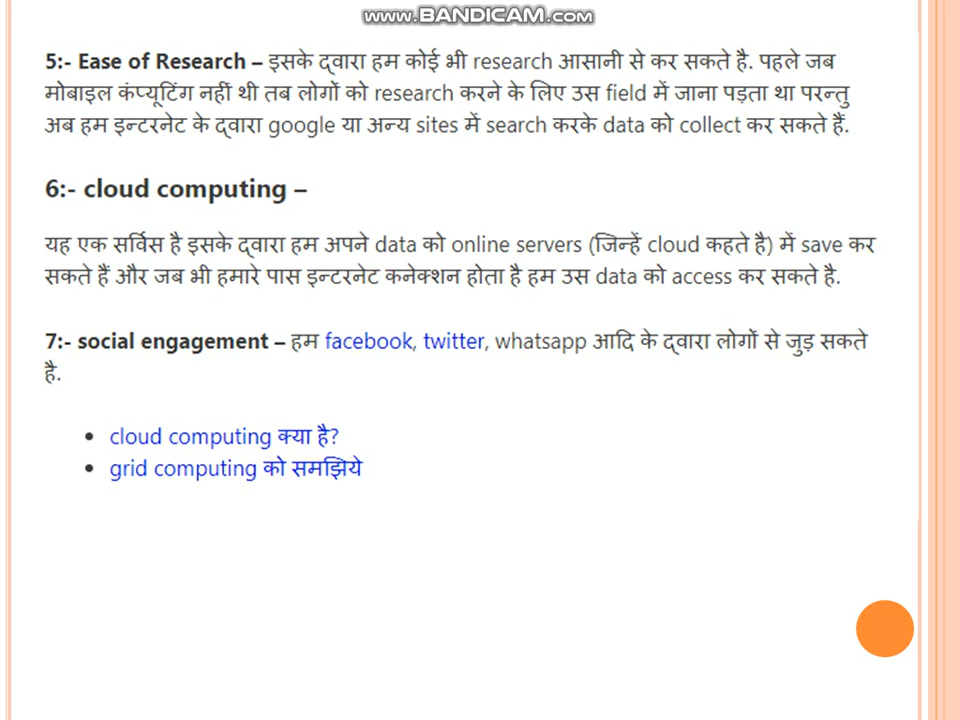 www.BANDICAM.com
5:- Ease of Research – इसके द्वारा हम कोई भी research आसानी से कर सकते है. पहले जब
मोबाइल कंप्यूटिंग नहीं थी तब लोगों को research करने के लिए उस field में जाना पड़ता था परन्तु
अब हम इन्टरनेट के द्वारा google या अन्य sites में search करके data को collect कर सकते हैं.
6:- cloud computing –
यह एक सर्विस है इसके द्वारा हम अपने data को online servers (जिन्हें cloud कहते है) में save कर
सकते हैं और जब भी हमारे पास इन्टरनेट कनेक्शन होता है हम उस data को access कर सकते है.
7:- social engagement – हम facebook, twitter, whatsapp आदि के द्वारा लोगों से जुड़ सकते
है.
• cloud computing क्या है?
• grid computing को समझिये